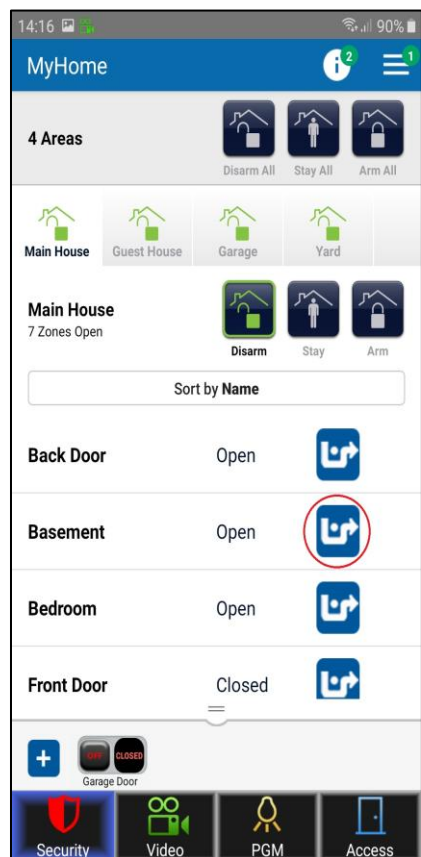 14:16 90%
MyHome 2 1
4 Areas
Disarm All Stay All Arm All
Main House Guest House Garage Yard
Main House
7 Zones Open
Disarm Stay Arm
Sort by Name
Back Door Open
Basement Open
Bedroom Open
Front Door Closed
+ OFF CLOSED
Garage Door
Security Video PGM Access